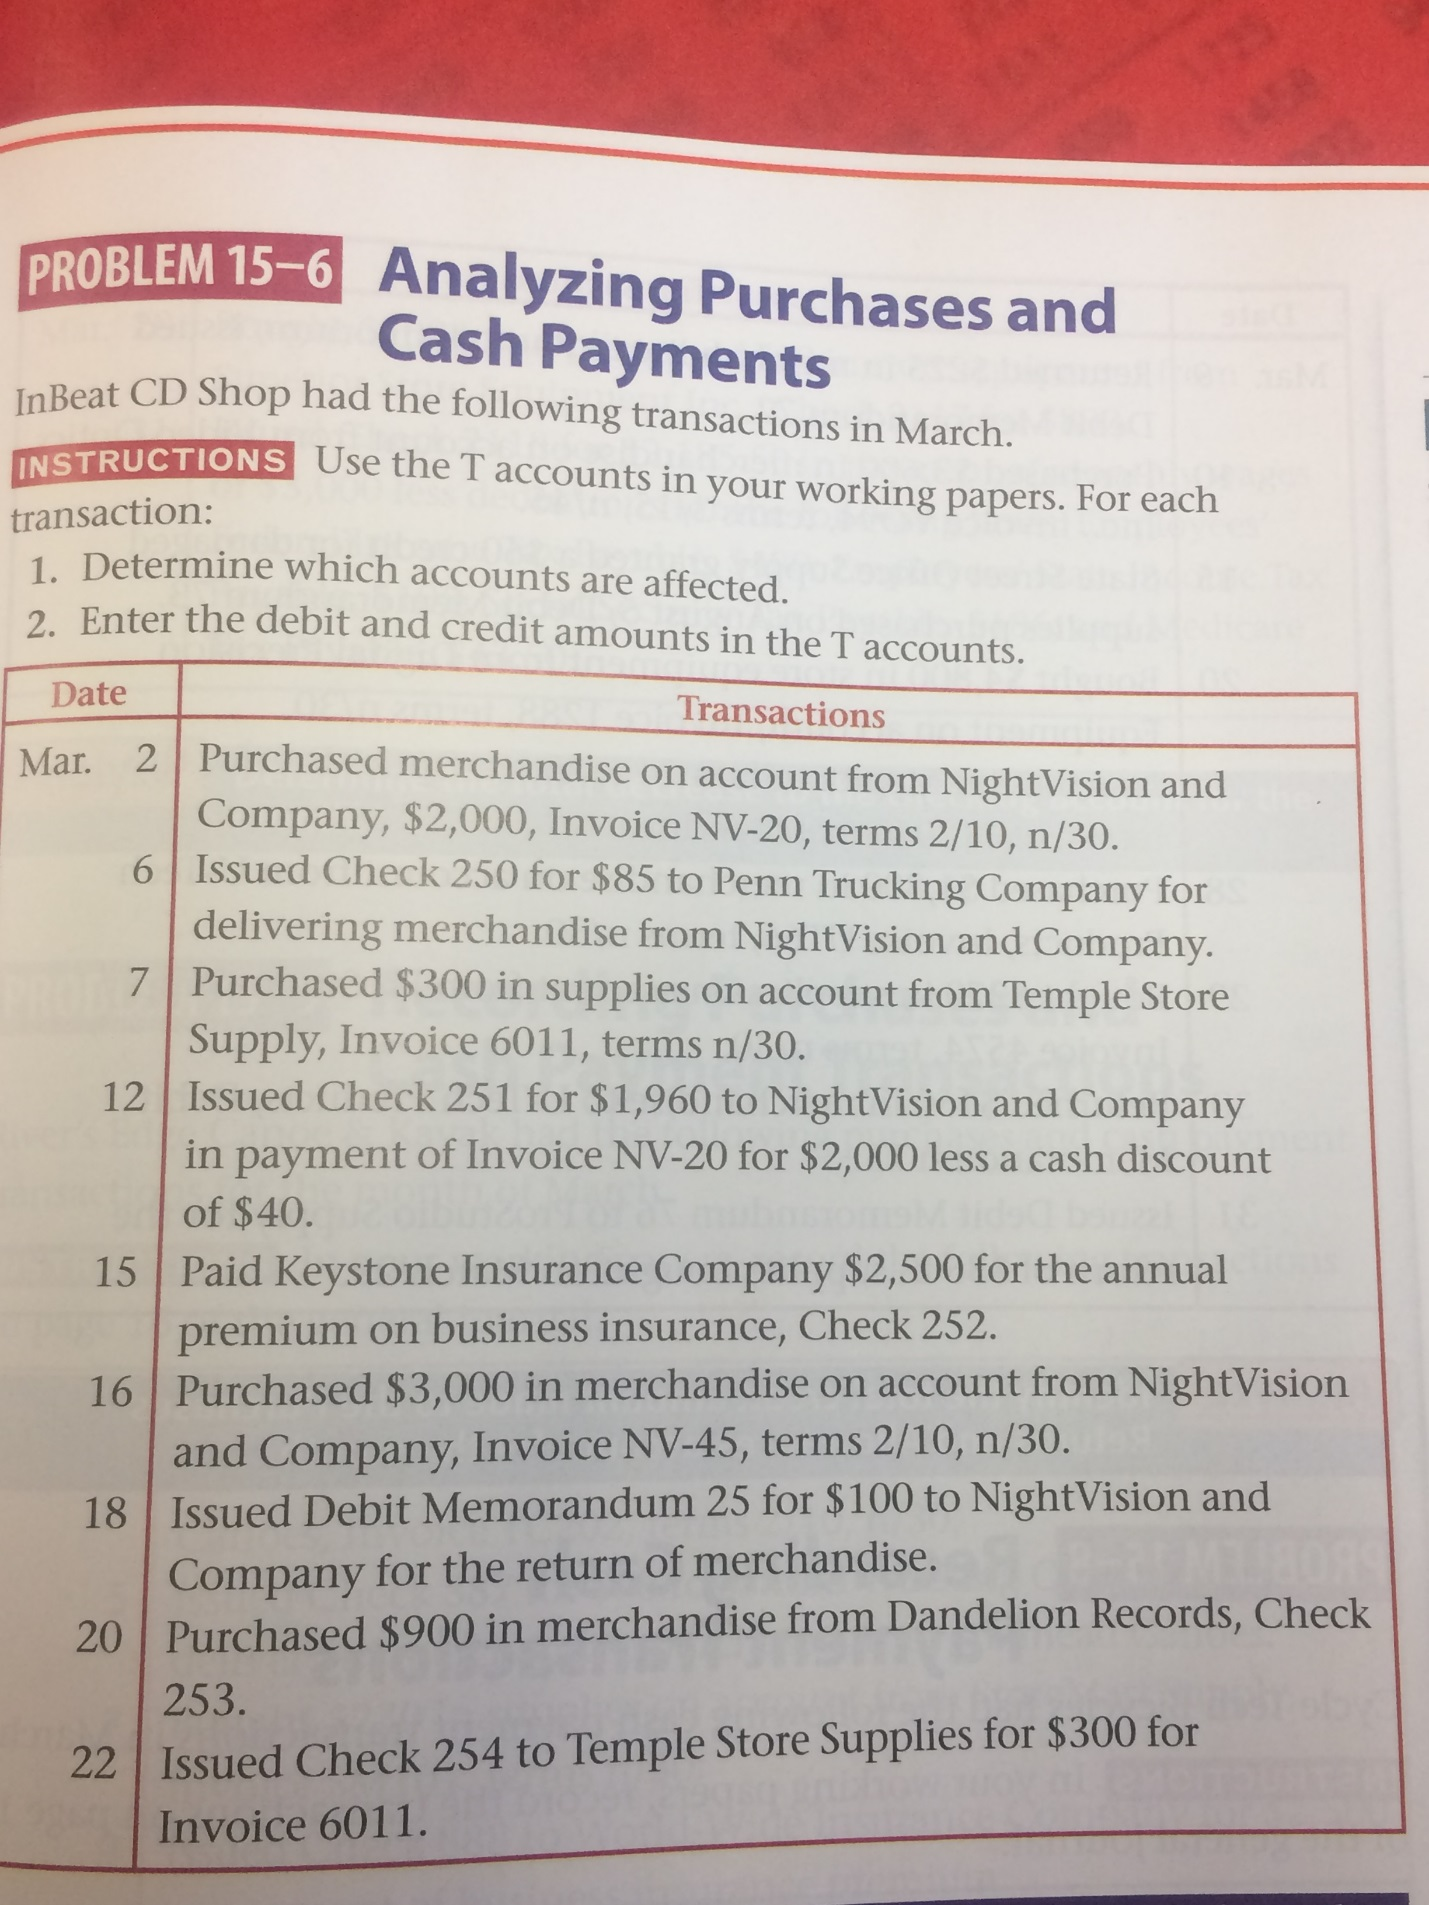 PROBLEM 15–6 Analyzing Purchases and
Cash Payments
InBeat CD Shop had the following transactions in March.
INSTRUCTIONS Use the T accounts in your working papers. For each
transaction:
1. Determine which accounts are affected.
2. Enter the debit and credit amounts in the T accounts.
Date Transactions
Mar. 2 Purchased merchandise on account from NightVision and
Company, $2,000, Invoice NV-20, terms 2/10, n/30.
6 Issued Check 250 for $85 to Penn Trucking Company for
delivering merchandise from NightVision and Company.
7 Purchased $300 in supplies on account from Temple Store
Supply, Invoice 6011, terms n/30.
12 Issued Check 251 for $1,960 to NightVision and Company
in payment of Invoice NV-20 for $2,000 less a cash discount
of $40.
15 Paid Keystone Insurance Company $2,500 for the annual
premium on business insurance, Check 252.
16 Purchased $3,000 in merchandise on account from NightVision
and Company, Invoice NV-45, terms 2/10, n/30.
18 Issued Debit Memorandum 25 for $100 to NightVision and
Company for the return of merchandise.
20 Purchased $900 in merchandise from Dandelion Records, Check
253.
22 Issued Check 254 to Temple Store Supplies for $300 for
Invoice 6011.